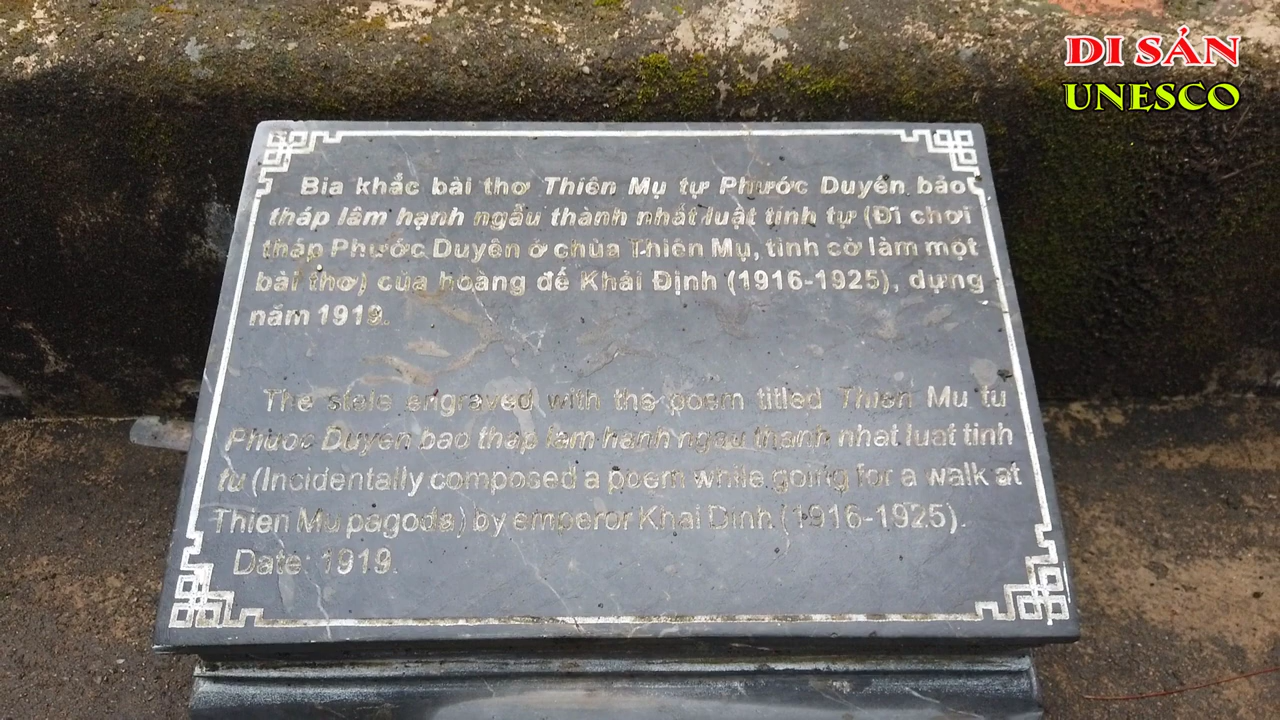 DI SẢN
UNESCO
Bia khắc bài thơ Thiên Mụ tự Phước Duyên bảo
tháp lâm hạnh ngẫu thành nhất luật tính tự (Đi chơi
tháp Phước Duyên ở chùa Thiên Mụ, tình cờ làm một
bài thơ) của hoàng đế Khải Định (1916-1925), dựng
năm 1919.
The stele engraved with the poem titled Thien Mu tu
Phuoc Duyen bao thap lam hanh ngau thanh nhat luat tinh
tu (Incidentally composed a poem while going for a walk at
Thien Mu pagoda) by emperor Khai Dinh (1916-1925).
Date: 1919.